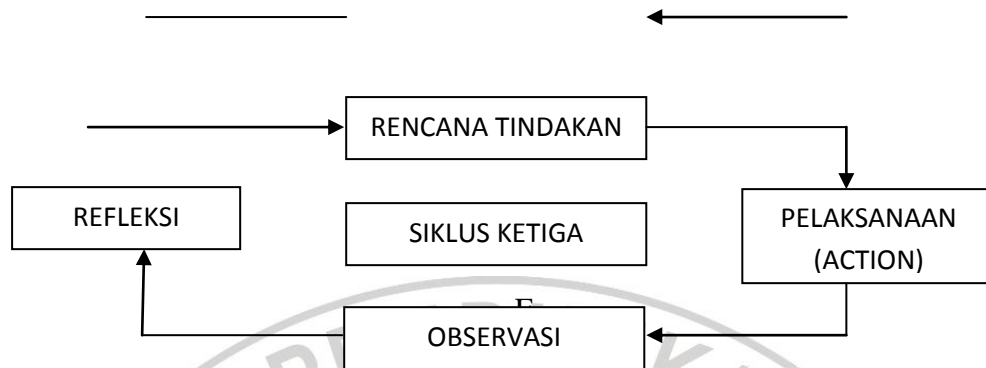 RENCANA TINDAKAN
REFLEKSI
SIKLUS KETIGA
PELAKSANAAN
(ACTION)
OBSERVASI